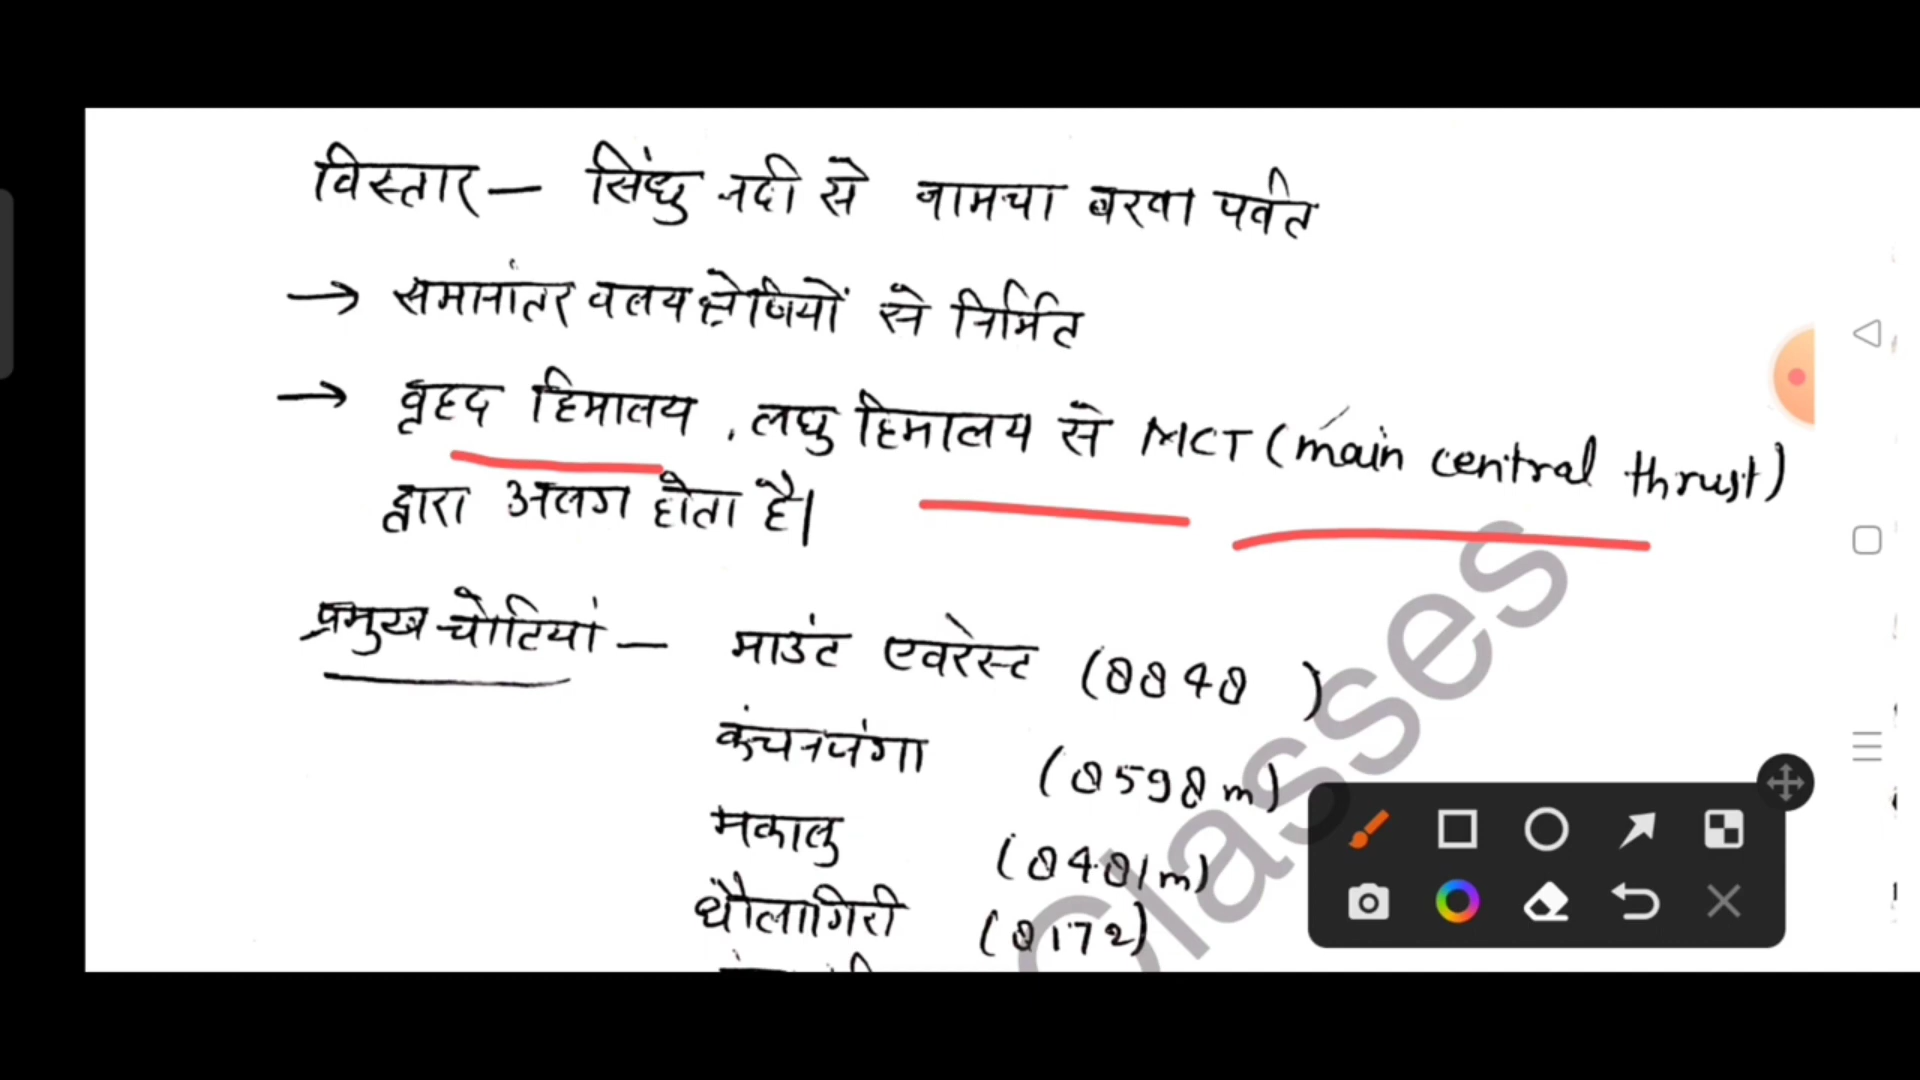 विस्तार - सिंधु नदी से नामचा बरवा पर्वत
→ समानांतर वलय श्रेणियों से निर्मित
→ वृहद हिमालय, लघु हिमालय से MCT (main central thrust)
द्वारा अलग होता है।
प्रमुख चोटियां - माउंट एवरेस्ट (8848 )
कंचनजंगा (8598 m)
मकालु (8481m)
धौलागिरी (8172)
Classes